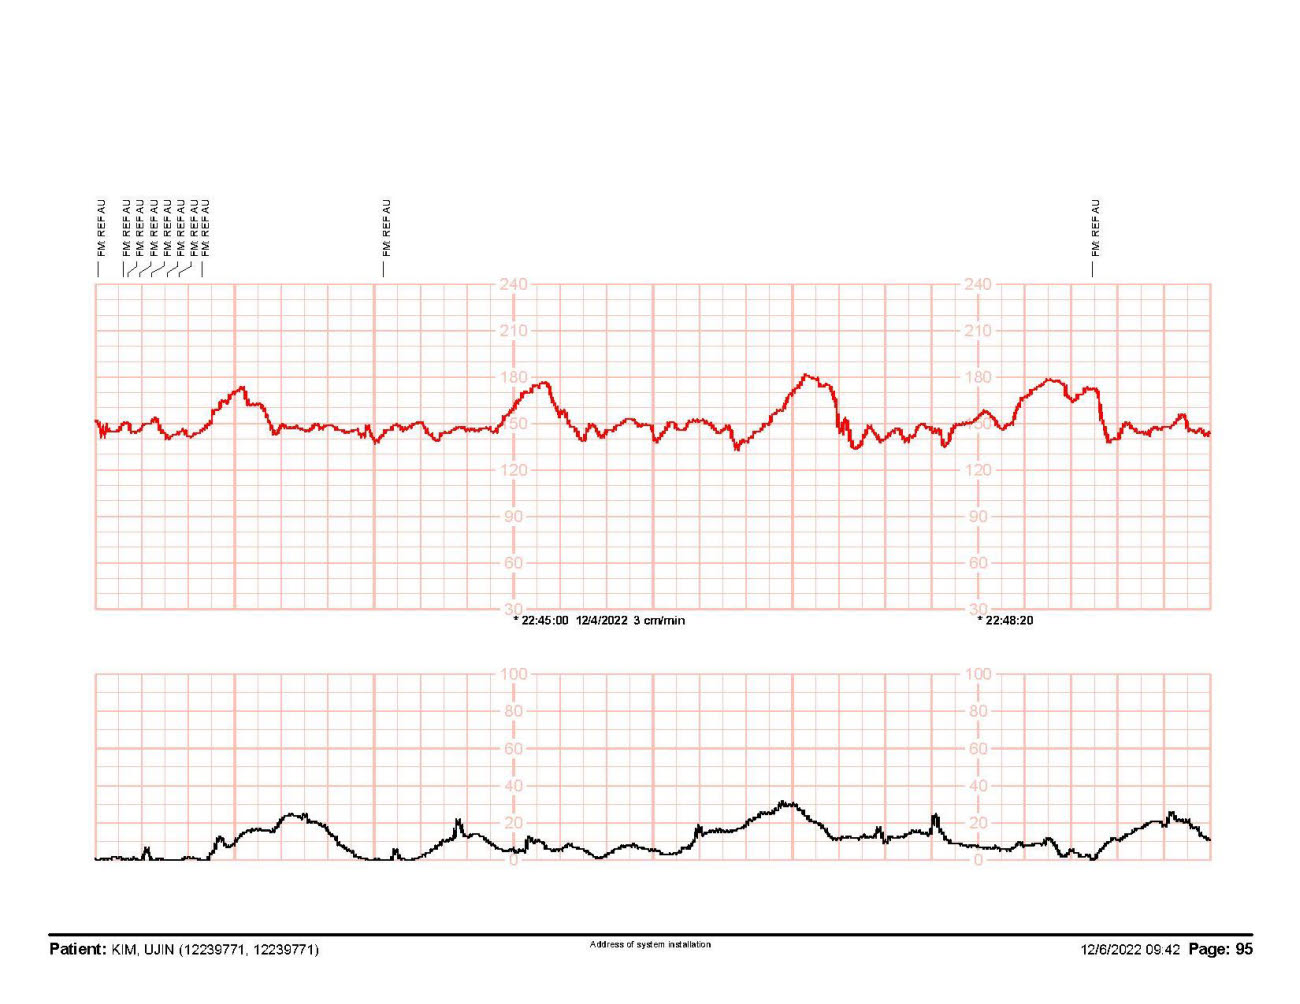 FM: REF AU
FM: REF AU
FM: REF AU
FM: REF AU
FM: REF AU
FM: REF AU
FM: REF AU
FM: REF AU
FM: REF AU
FM: REF AU
240 240
210 210
180 180
150 150
120 120
90 90
60 60
30 30
* 22:45:00 12/4/2022 3 cm/min * 22:48:20
100 100
80 80
60 60
40 40
20 20
0 0
Patient: KIM, UJIN (12239771, 12239771) Address of system installation 12/6/2022 09:42 Page: 95